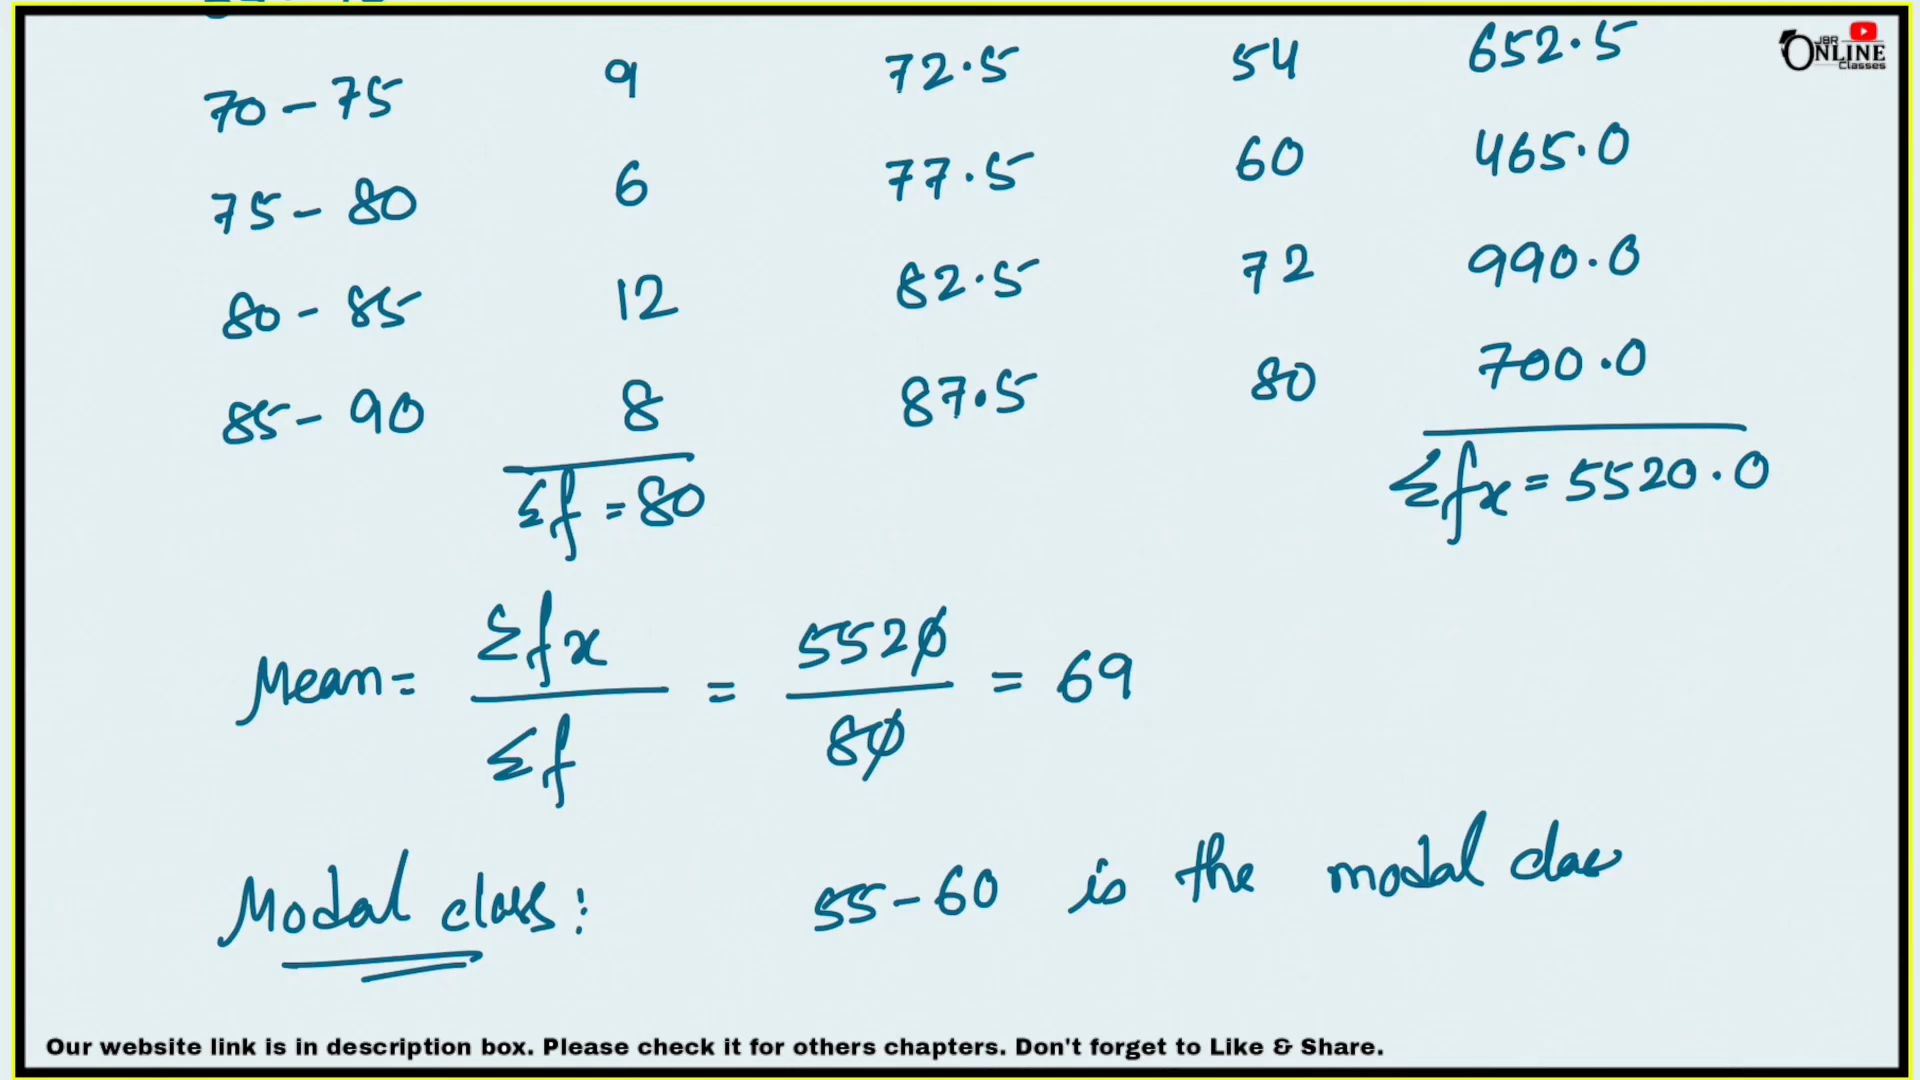 70 - 75 9 72.5 54 652.5
75 - 80 6 77.5 60 465.0
80 - 85 12 82.5 72 990.0
85 - 90 8 87.5 80 700.0
Σf = 80 Σfx = 5520.0
Mean = Σfx / Σf = 5520 / 80 = 69
Modal class : 55 - 60 is the modal class
JBR
ONLINE
Classes
Our website link is in description box. Please check it for others chapters. Don't forget to Like & Share.